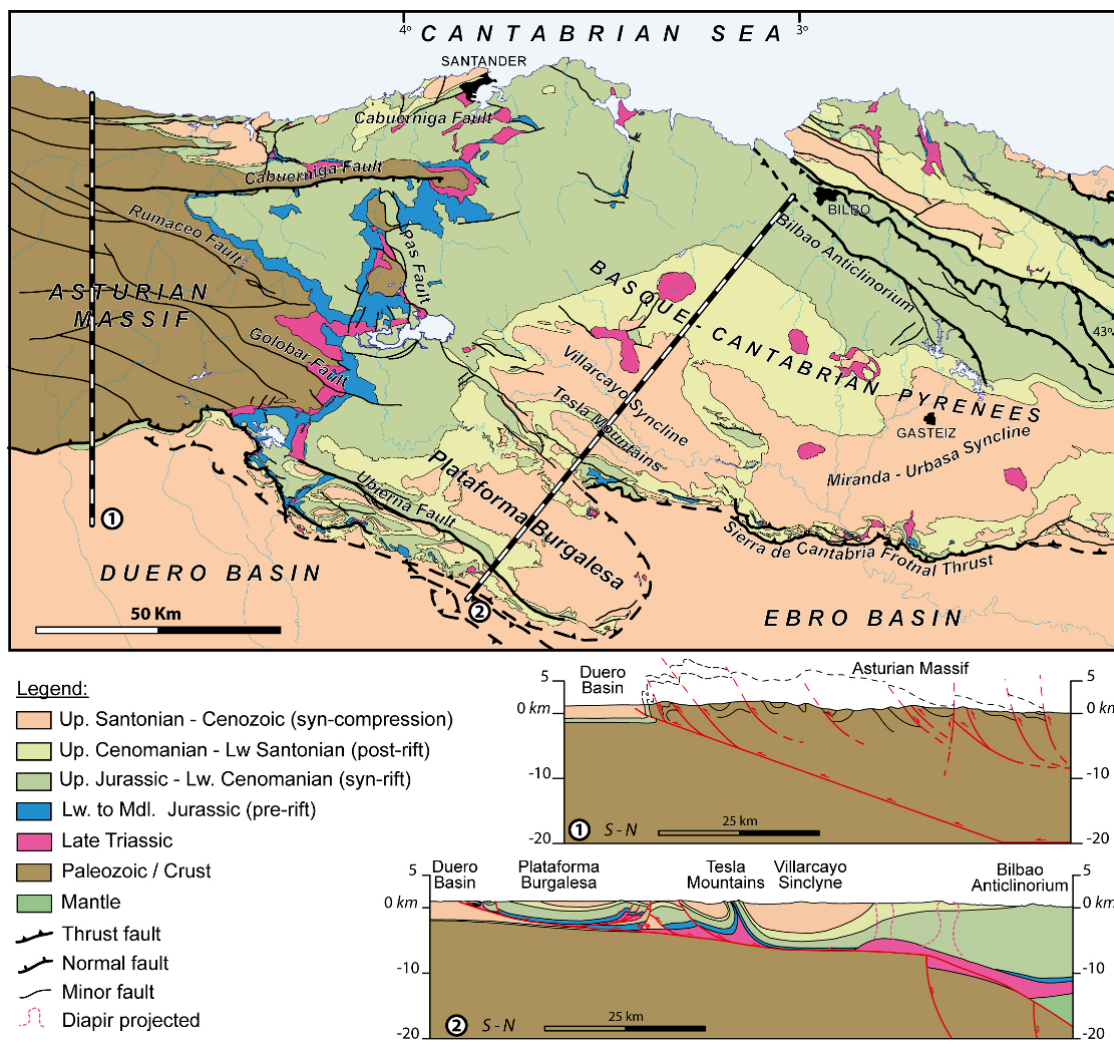 4º
3º
CANTABRIAN SEA
SANTANDER
Cabuerniga Fault
Cabuerniga Fault
BILBO
Rumaceo Fault
Pas Fault
Bilbao Anticlinorium
ASTURIAN
MASSIF
BASQUE - CANTABRIAN PYRENEES
43º
Golobar Fault
Villarcayo Syncline
Tesla Mountains
GASTEIZ
Miranda - Urbasa Syncline
Plataforma Burgalesa
Ubierna Fault
Sierra de Cantabria Frotnal Thrust
1
DUERO BASIN
2
EBRO BASIN
50 Km
Legend:
Up. Santonian - Cenozoic (syn-compression)
Up. Cenomanian - Lw Santonian (post-rift)
Up. Jurassic - Lw. Cenomanian (syn-rift)
Lw. to Mdl. Jurassic (pre-rift)
Late Triassic
Paleozoic / Crust
Mantle
Thrust fault
Normal fault
Minor fault
Diapir projected
Duero
Basin
Asturian Massif
5
5
0 km
0 km
-10
-10
-20
-20
1 S - N
25 km
Duero
Basin
Plataforma
Burgalesa
Tesla
Mountains
Villarcayo
Sinclyne
Bilbao
Anticlinorium
5
5
0 km
0 km
-10
-10
-20
-20
2 S - N
25 km